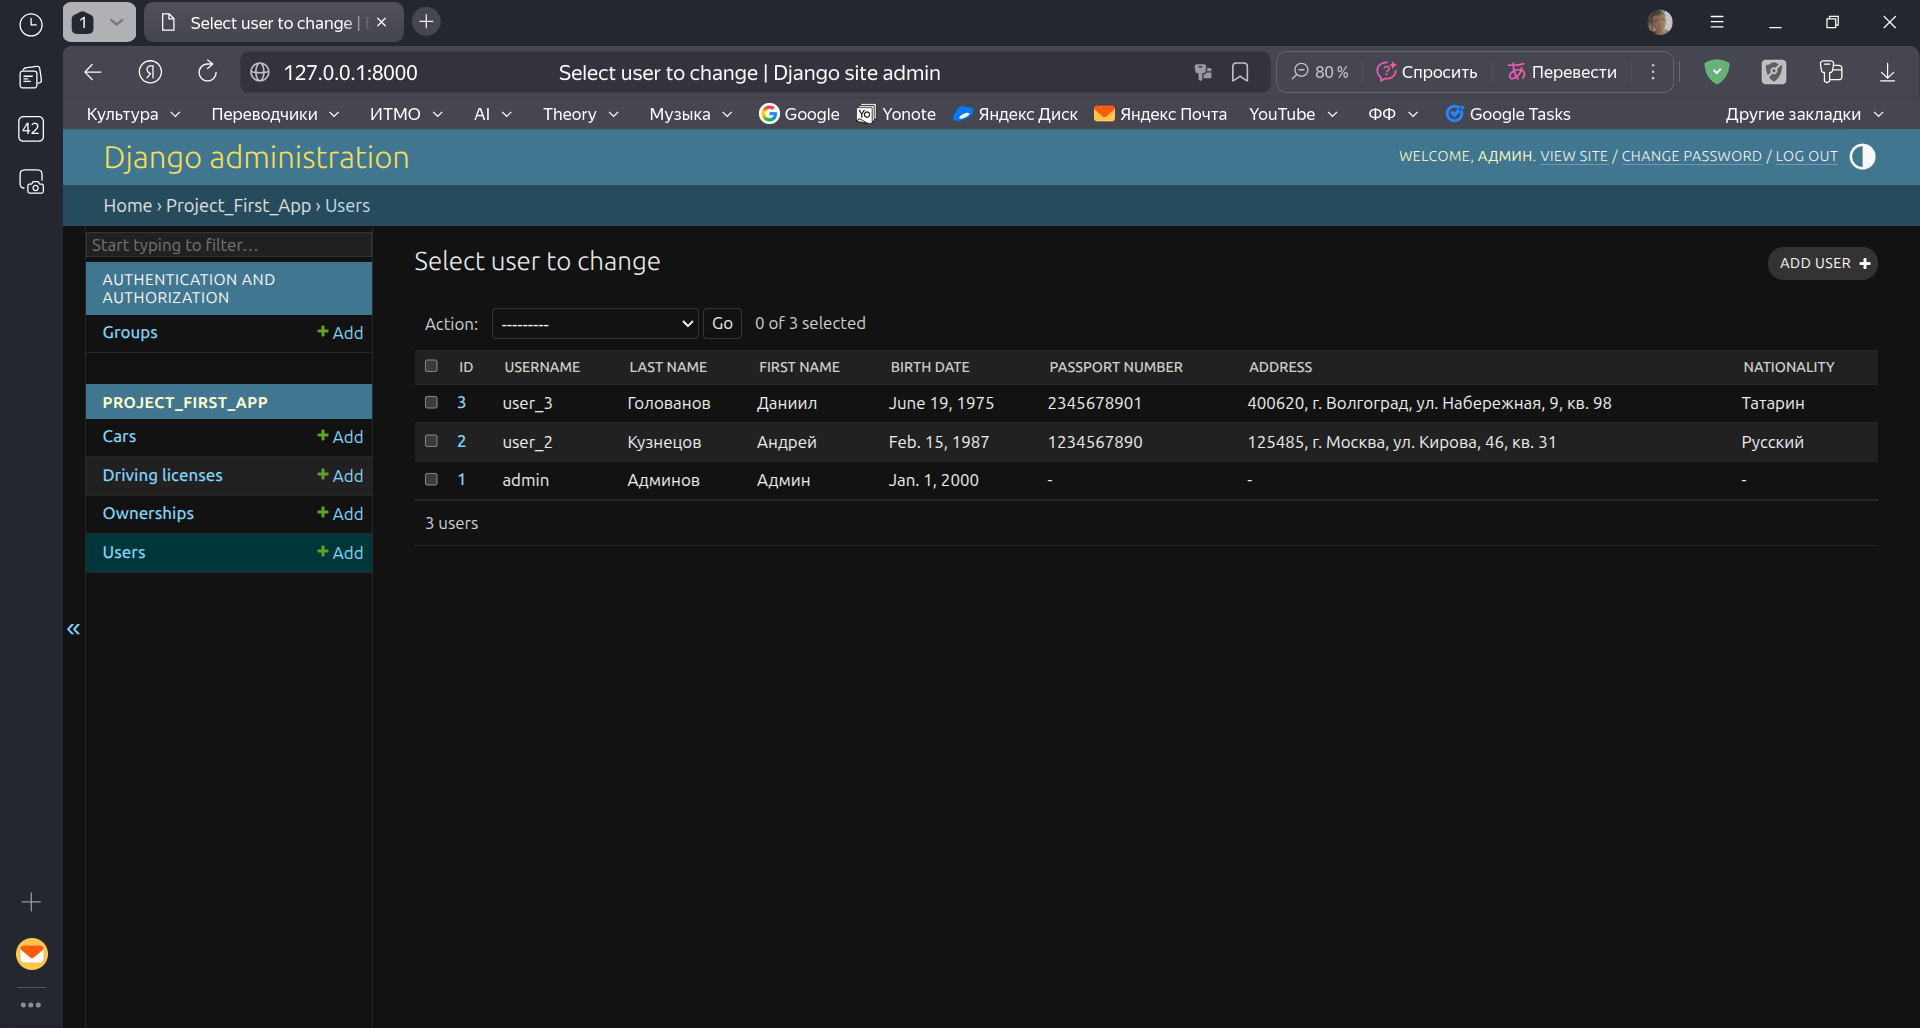 1
Select user to change |
127.0.0.1:8000
Select user to change | Django site admin
80 %
Спросить
Перевести
Культура
Переводчики
ИТМО
AI
Theory
Музыка
Google
Yonote
Яндекс Диск
Яндекс Почта
YouTube
ФФ
Google Tasks
Другие закладки
42
Django administration
WELCOME, АДМИН. VIEW SITE / CHANGE PASSWORD / LOG OUT
Home › Project_First_App › Users
Start typing to filter…
AUTHENTICATION AND
AUTHORIZATION
Groups + Add
PROJECT_FIRST_APP
Cars + Add
Driving licenses + Add
Ownerships + Add
Users + Add
«
Select user to change
ADD USER +
Action: --------- Go 0 of 3 selected
ID USERNAME LAST NAME FIRST NAME BIRTH DATE PASSPORT NUMBER ADDRESS NATIONALITY
3 user_3 Голованов Даниил June 19, 1975 2345678901 400620, г. Волгоград, ул. Набережная, 9, кв. 98 Татарин
2 user_2 Кузнецов Андрей Feb. 15, 1987 1234567890 125485, г. Москва, ул. Кирова, 46, кв. 31 Русский
1 admin Админов Админ Jan. 1, 2000 - - -
3 users